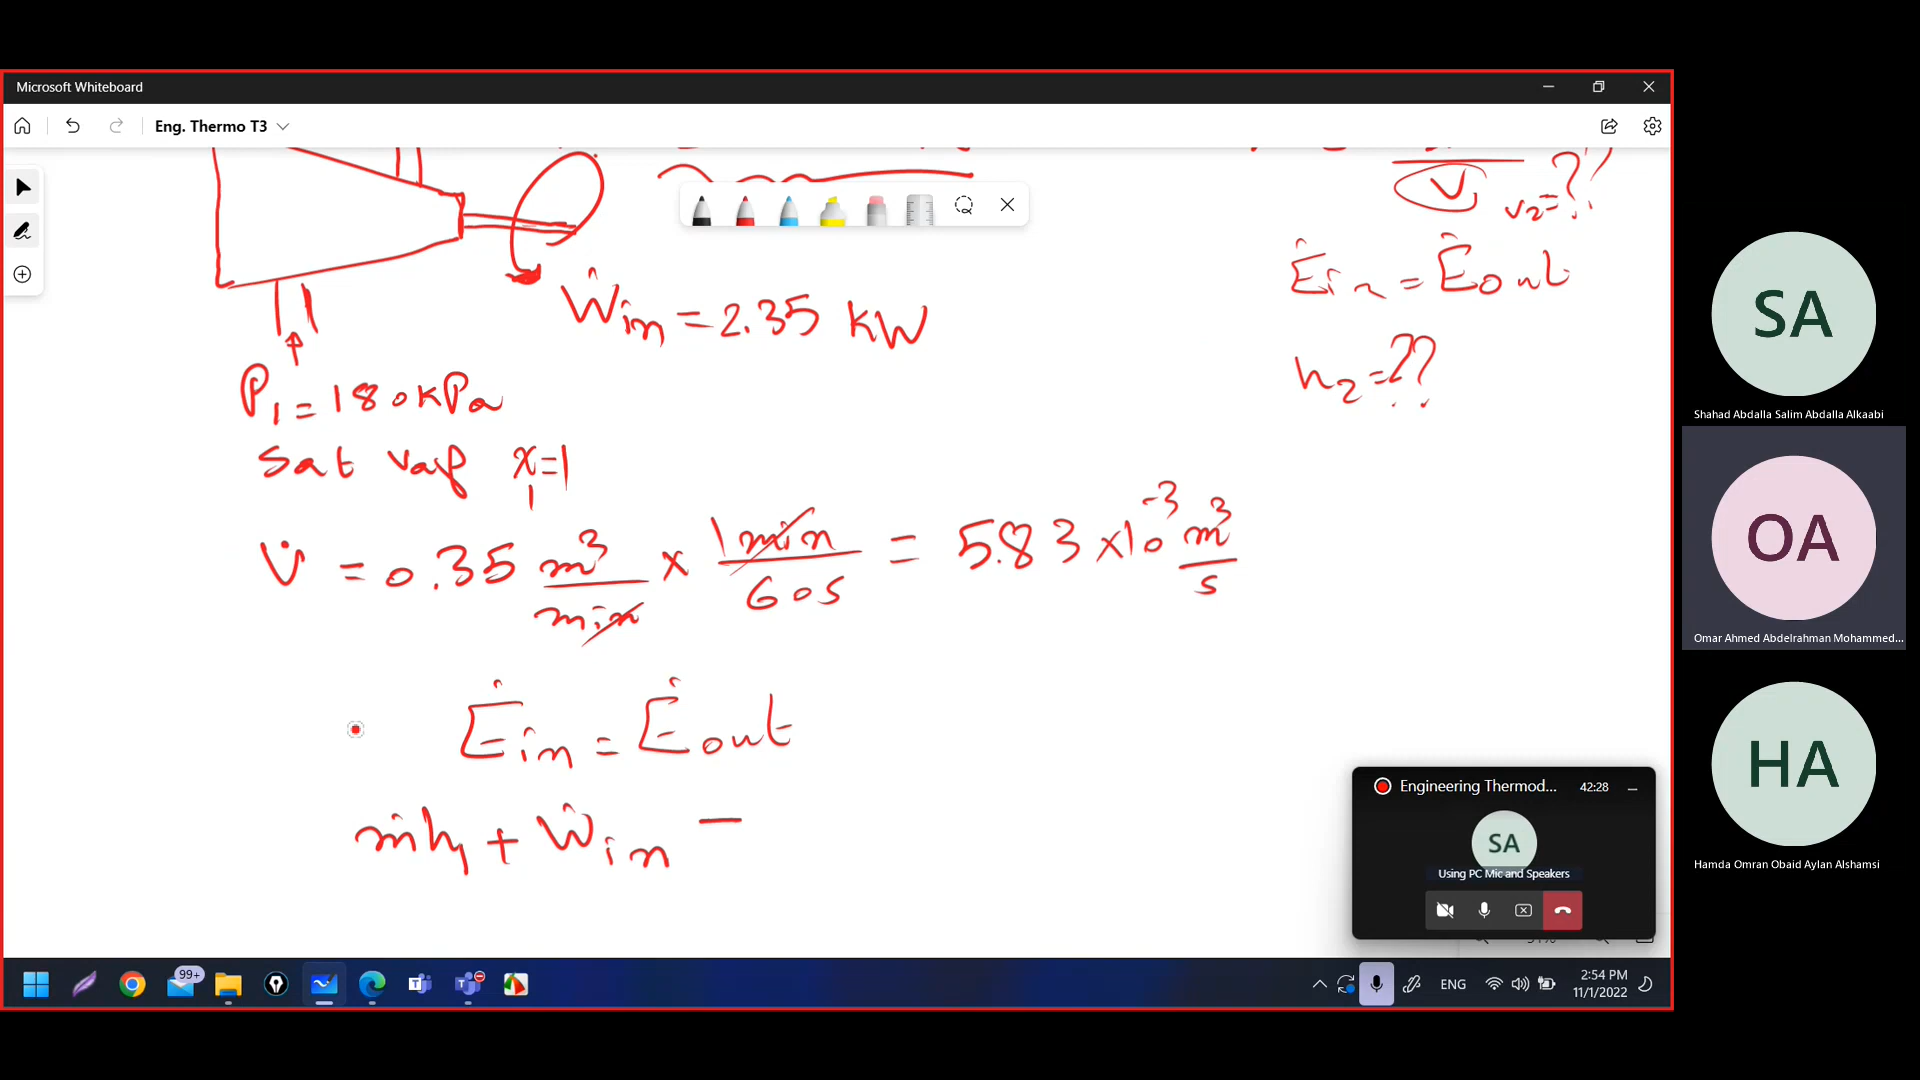 Microsoft Whiteboard
Eng. Thermo T3
V
v₂=??
Ėin = Ėout
h₂=??
Ẇin = 2.35 kW
P₁ = 180 kPa
Sat vap x₁=1
V̇ = 0.35 m³/min × 1 min/60 s = 5.83 × 10⁻³ m³/s
Ėin = Ėout
ṁh₁ + Ẇin =
SA
Shahad Abdalla Salim Abdalla Alkaabi
OA
Omar Ahmed Abdelrahman Mohammed...
HA
Hamda Omran Obaid Aylan Alshamsi
Engineering Thermod... 42:28
SA
Using PC Mic and Speakers
99+
ENG
2:54 PM
11/1/2022